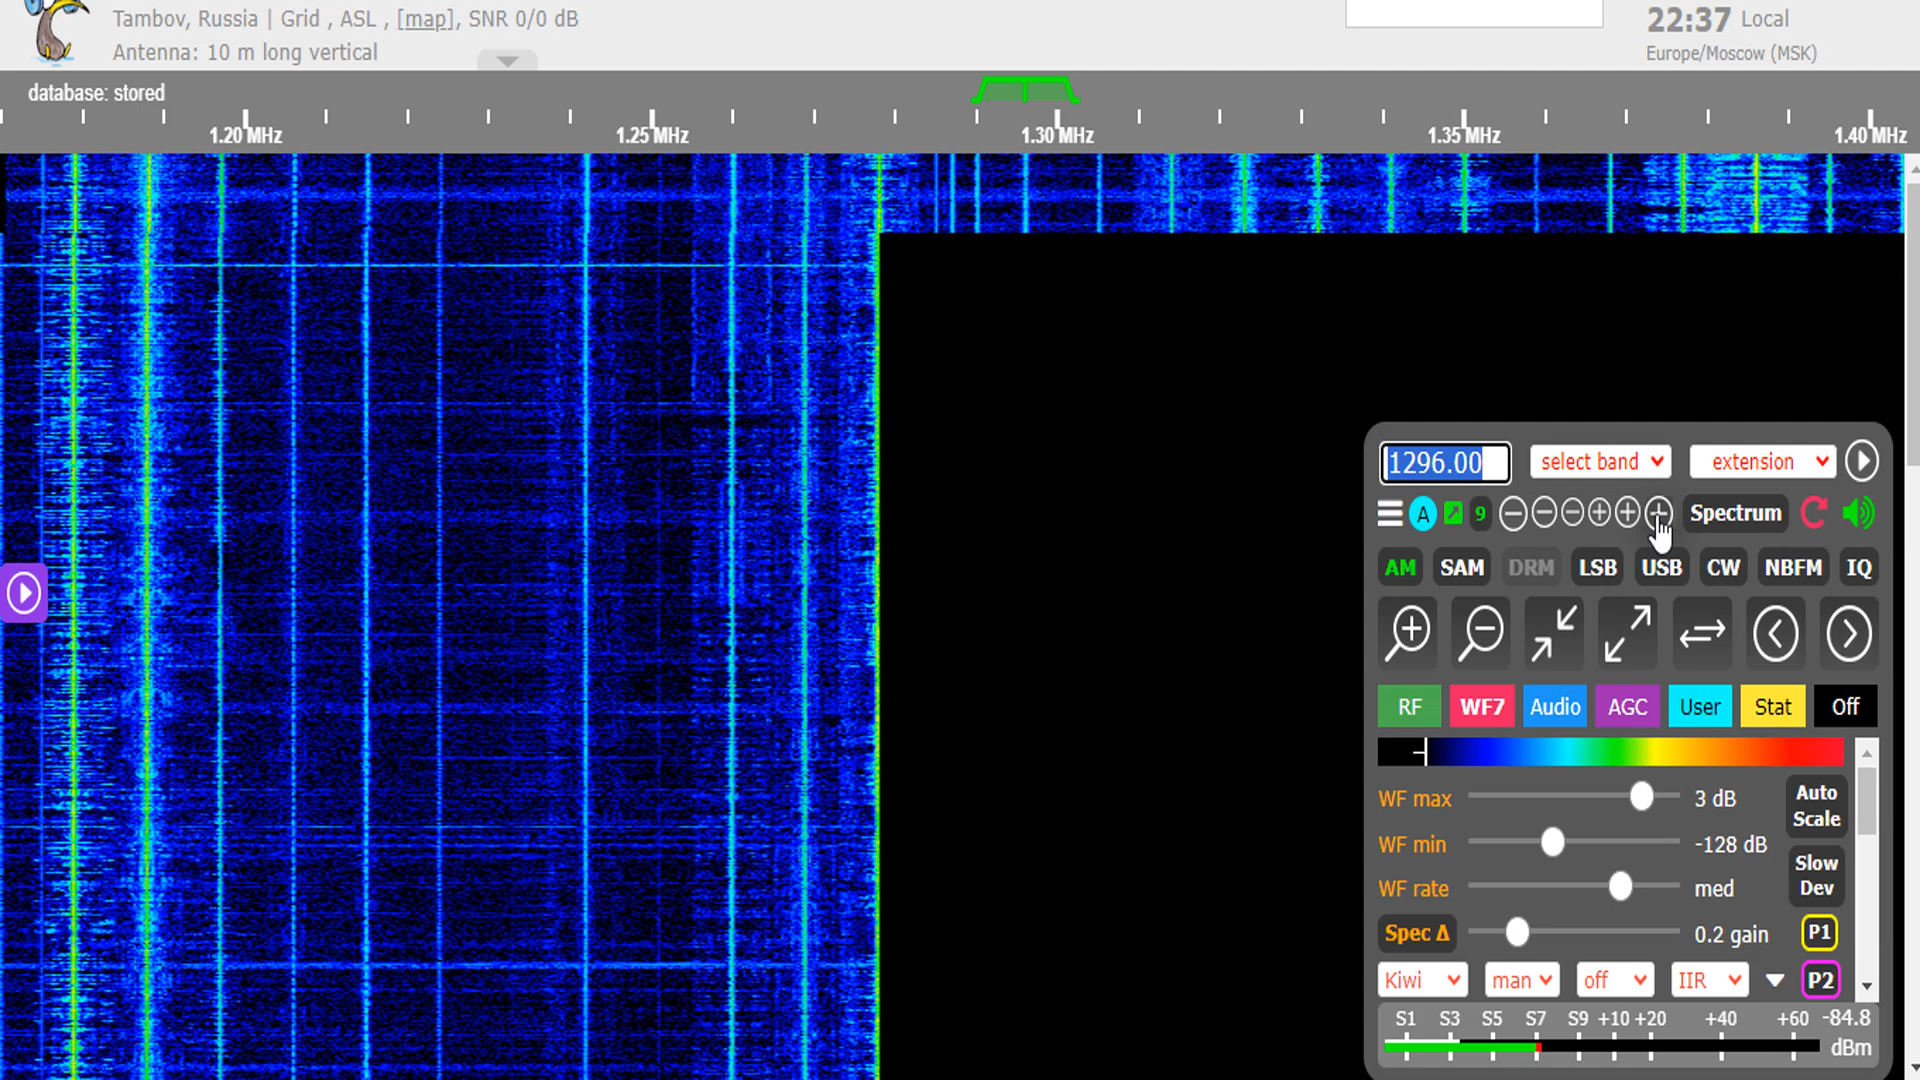 Tambov, Russia | Grid , ASL , [map], SNR 0/0 dB
Antenna: 10 m long vertical
22:37 Local
Europe/Moscow (MSK)
database: stored
1.20 MHz 1.25 MHz 1.30 MHz 1.35 MHz 1.40 MHz
1296.00 select band extension
A 9 Spectrum
AM SAM DRM LSB USB CW NBFM IQ
RF WF7 Audio AGC User Stat Off
WF max 3 dB
Auto
Scale
WF min -128 dB
WF rate med
Slow
Dev
Spec Δ 0.2 gain P1
Kiwi man off IIR P2
S1 S3 S5 S7 S9 +10 +20 +40 +60 -84.8
dBm